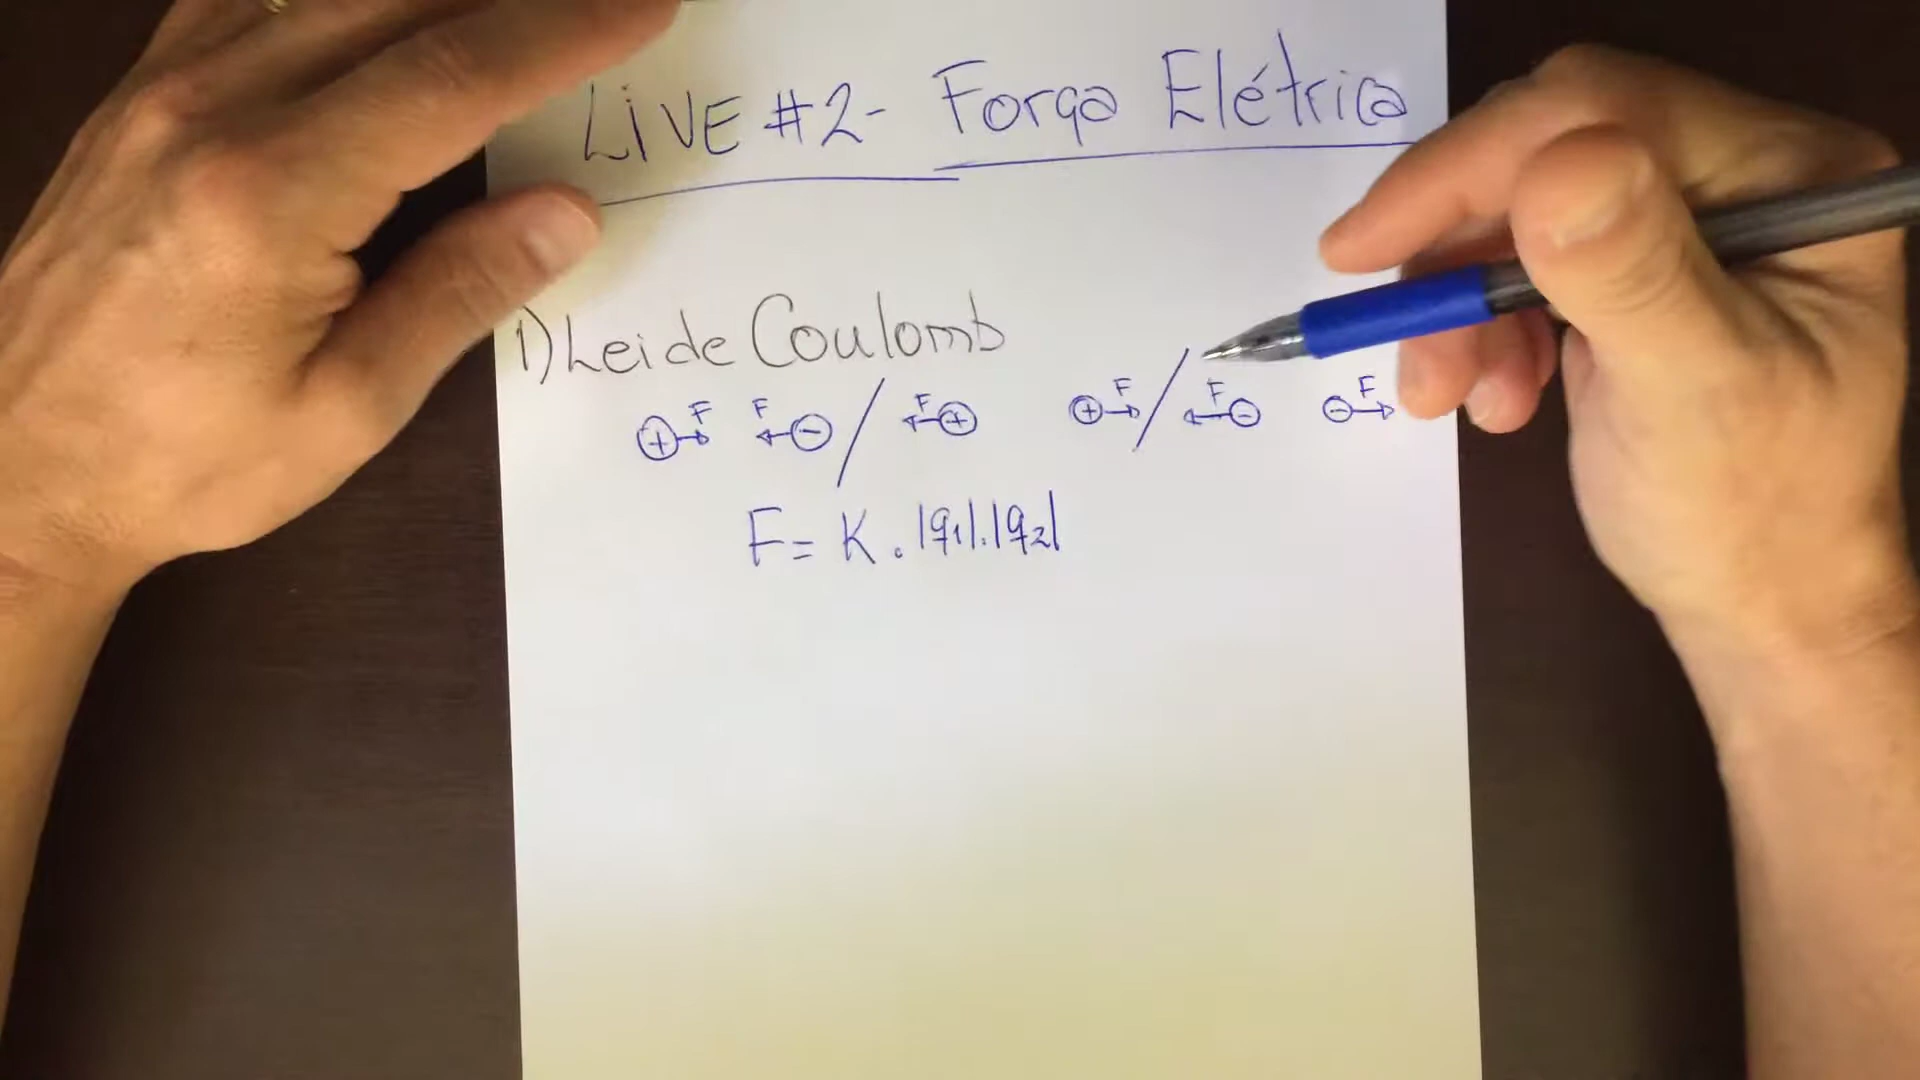 LIVE #2- Força Elétrica
1) Lei de Coulomb
+ F F - / F + + F / F - - F
F = K . |q1|.|q2|